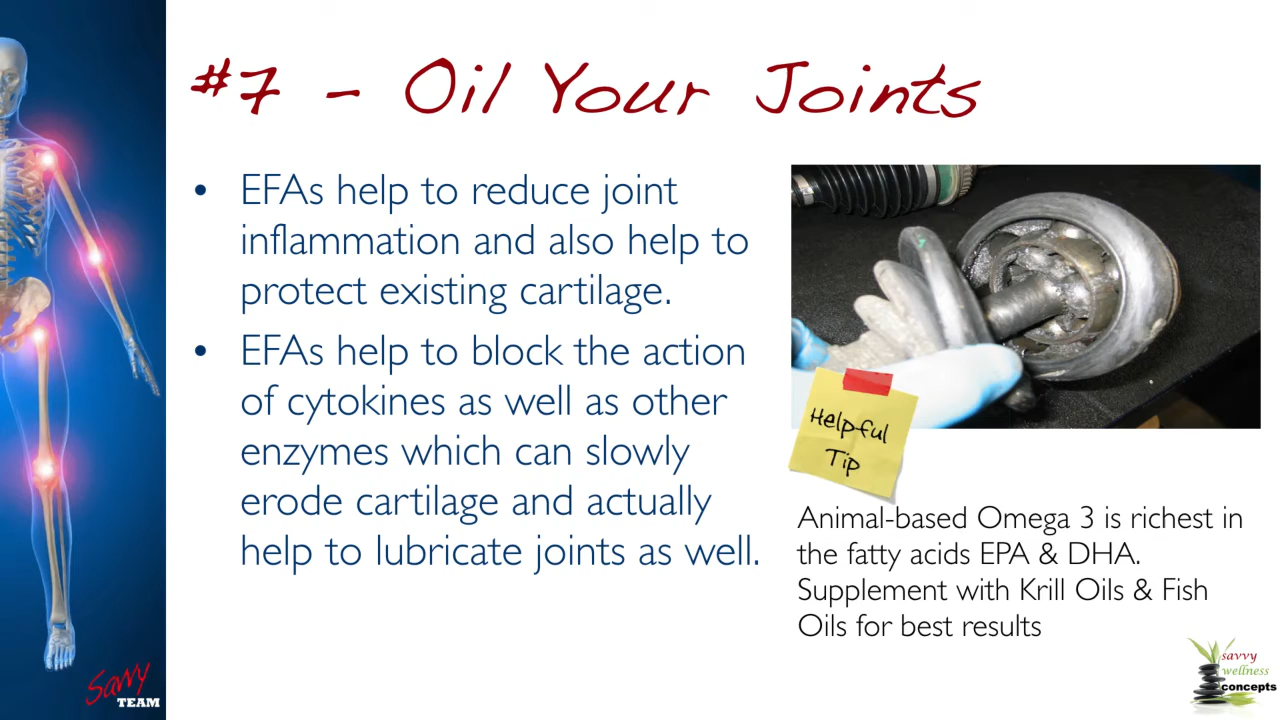 #7 - Oil Your Joints
• EFAs help to reduce joint
inflammation and also help to
protect existing cartilage.
• EFAs help to block the action
of cytokines as well as other
enzymes which can slowly
erode cartilage and actually
help to lubricate joints as well.
Helpful
Tip
Animal-based Omega 3 is richest in
the fatty acids EPA & DHA.
Supplement with Krill Oils & Fish
Oils for best results
Savvy
TEAM
savvy
wellness
concepts